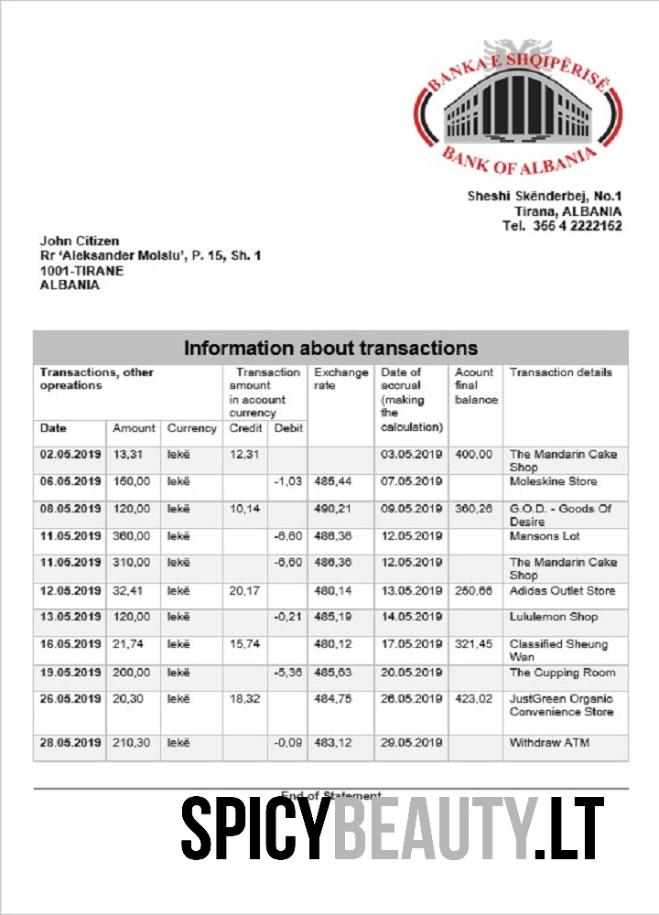 BANKA E SHQIPËRISË
BANK OF ALBANIA
Sheshi Skënderbej, No.1
Tirana, ALBANIA
Tel. 355 4 2222152
John Citizen
Rr ‘Aleksander Moisiu’, P. 15, Sh. 1
1001-TIRANE
ALBANIA
Information about transactions
Transactions, other opreations Transaction amount in account currency Exchange rate Date of accrual (making the calculation) Acount final balance Transaction details
Date Amount Currency Credit Debit
02.05.2019 13,31 lekë 12,31 03.05.2019 400,00 The Mandarin Cake
Shop
06.05.2019 150,00 lekë -1,03 485,44 07.05.2019 Moleskine Store
08.05.2019 120,00 lekë 10,14 490,21 09.05.2019 360,26 G.O.D. - Goods Of
Desire
11.05.2019 360,00 lekë -6,60 486,36 12.05.2019 Mansons Lot
11.05.2019 310,00 lekë -6,60 486,36 12.05.2019 The Mandarin Cake
Shop
12.05.2019 32,41 lekë 20,17 480,14 13.05.2019 250,66 Adidas Outlet Store
13.05.2019 120,00 lekë -0,21 485,19 14.05.2019 Lululemon Shop
16.05.2019 21,74 lekë 15,74 480,12 17.05.2019 321,45 Classified Sheung
Wan
19.05.2019 200,00 lekë -5,36 485,63 20.05.2019 The Cupping Room
26.05.2019 20,30 lekë 18,32 484,75 26.05.2019 423,02 JustGreen Organic
Convenience Store
28.05.2019 210,30 lekë -0,09 483,12 29.05.2019 Withdraw ATM
End of Statement
SPICYBEAUTY.LT